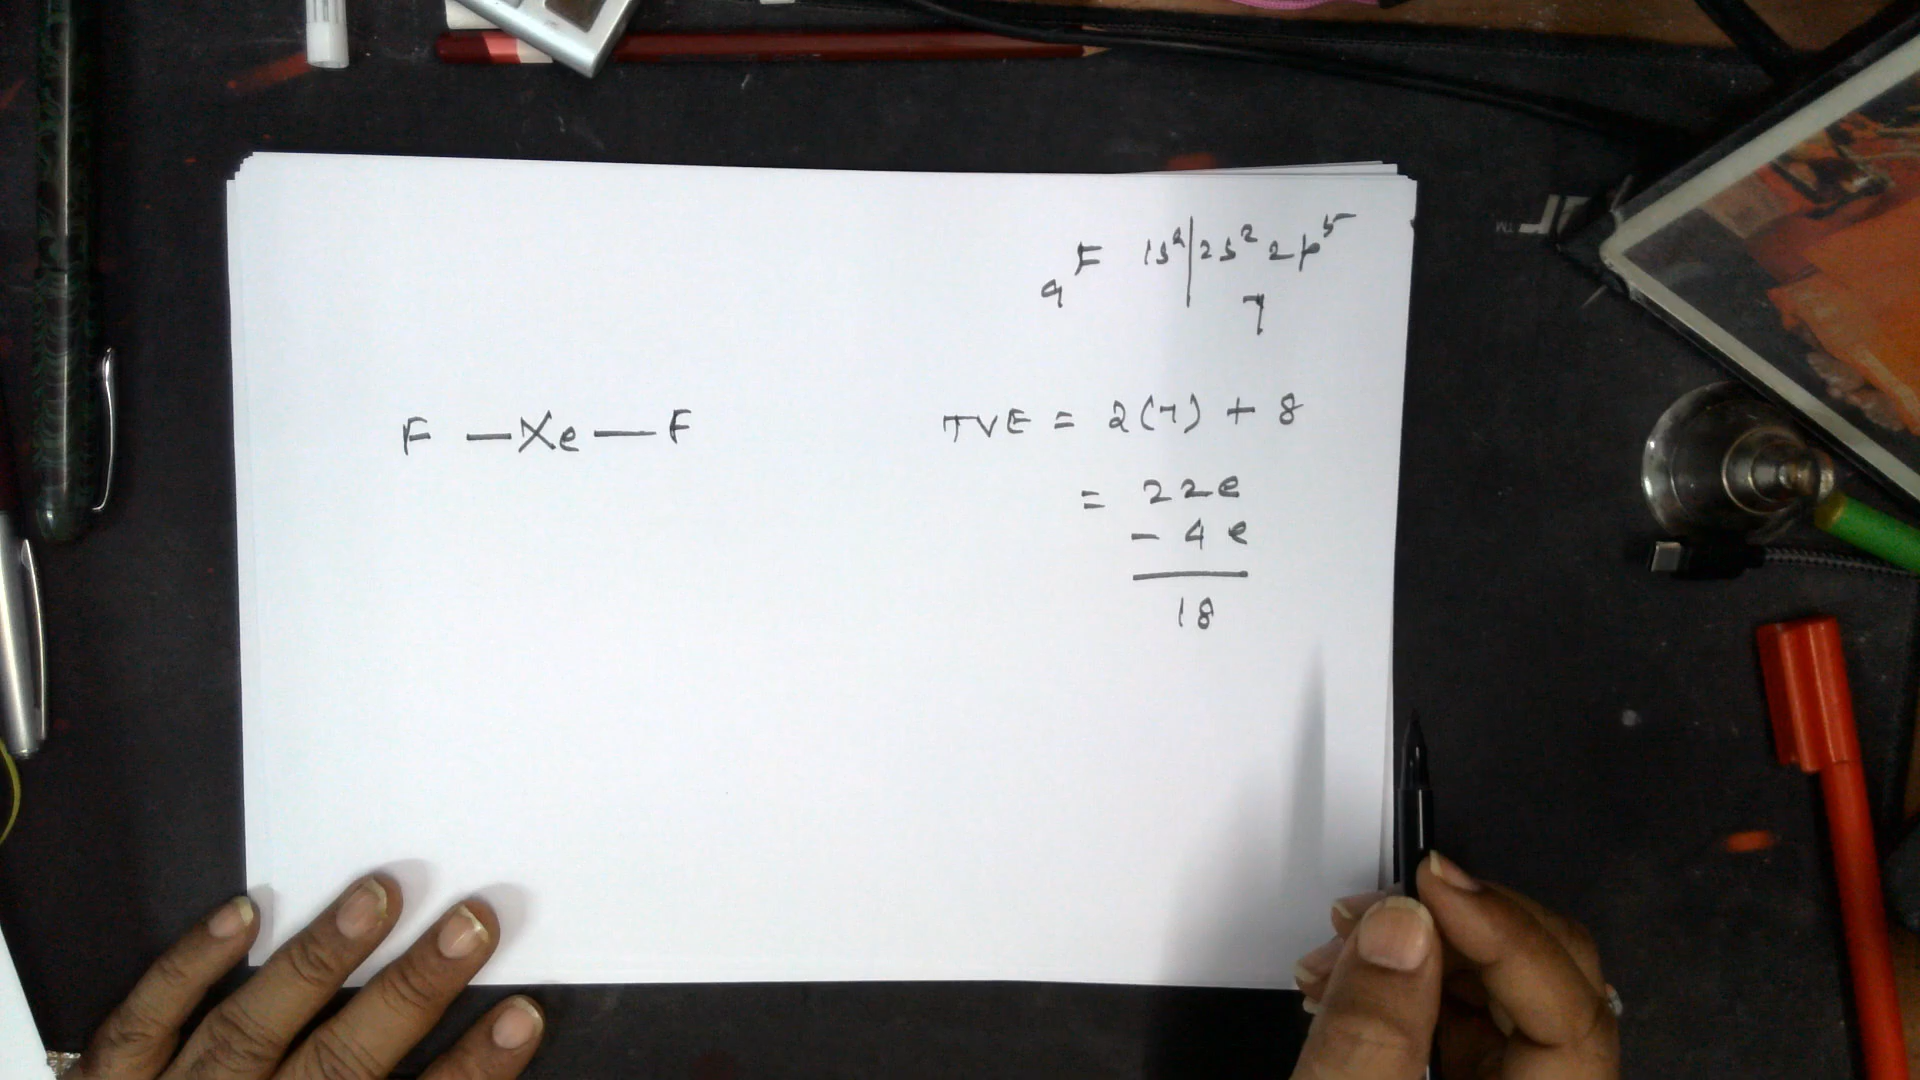 ₉F 1s²|2s² 2p⁵
7
F — Xe — F
TVE = 2(7) + 8
= 22e
- 4e
18